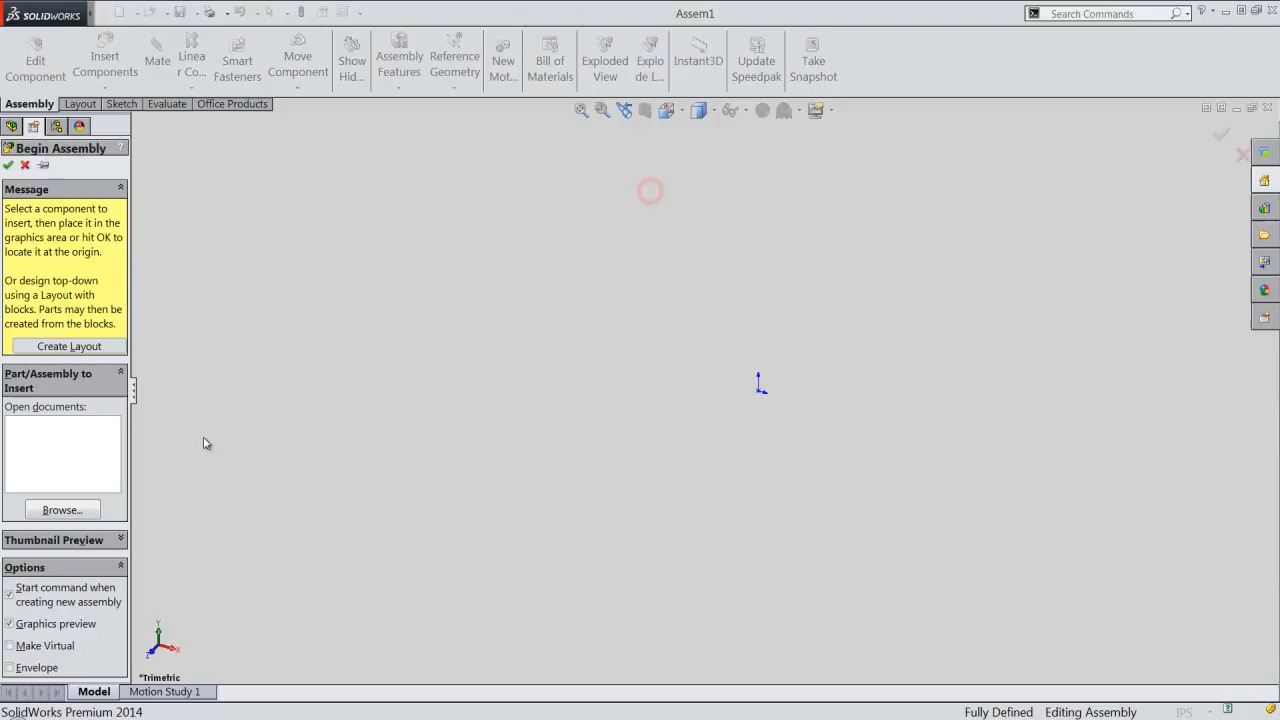 SOLIDWORKS
Assem1
Search Commands
Edit
Component
Insert
Components
Mate
Linea
r Co...
Smart
Fasteners
Move
Component
Show
Hid...
Assembly
Features
Reference
Geometry
New
Mot...
Bill of
Materials
Exploded
View
Explo
de L...
Instant3D
Update
Speedpak
Take
Snapshot
Assembly
Layout
Sketch
Evaluate
Office Products
Begin Assembly
?
Message
Select a component to
insert, then place it in the
graphics area or hit OK to
locate it at the origin.
Or design top-down
using a Layout with
blocks. Parts may then be
created from the blocks.
Create Layout
Part/Assembly to
Insert
Open documents:
Browse...
Thumbnail Preview
Options
Start command when
creating new assembly
Graphics preview
Make Virtual
Envelope
Y
X
Z
*Trimetric
Model
Motion Study 1
SolidWorks Premium 2014
Fully Defined
Editing Assembly
IPS